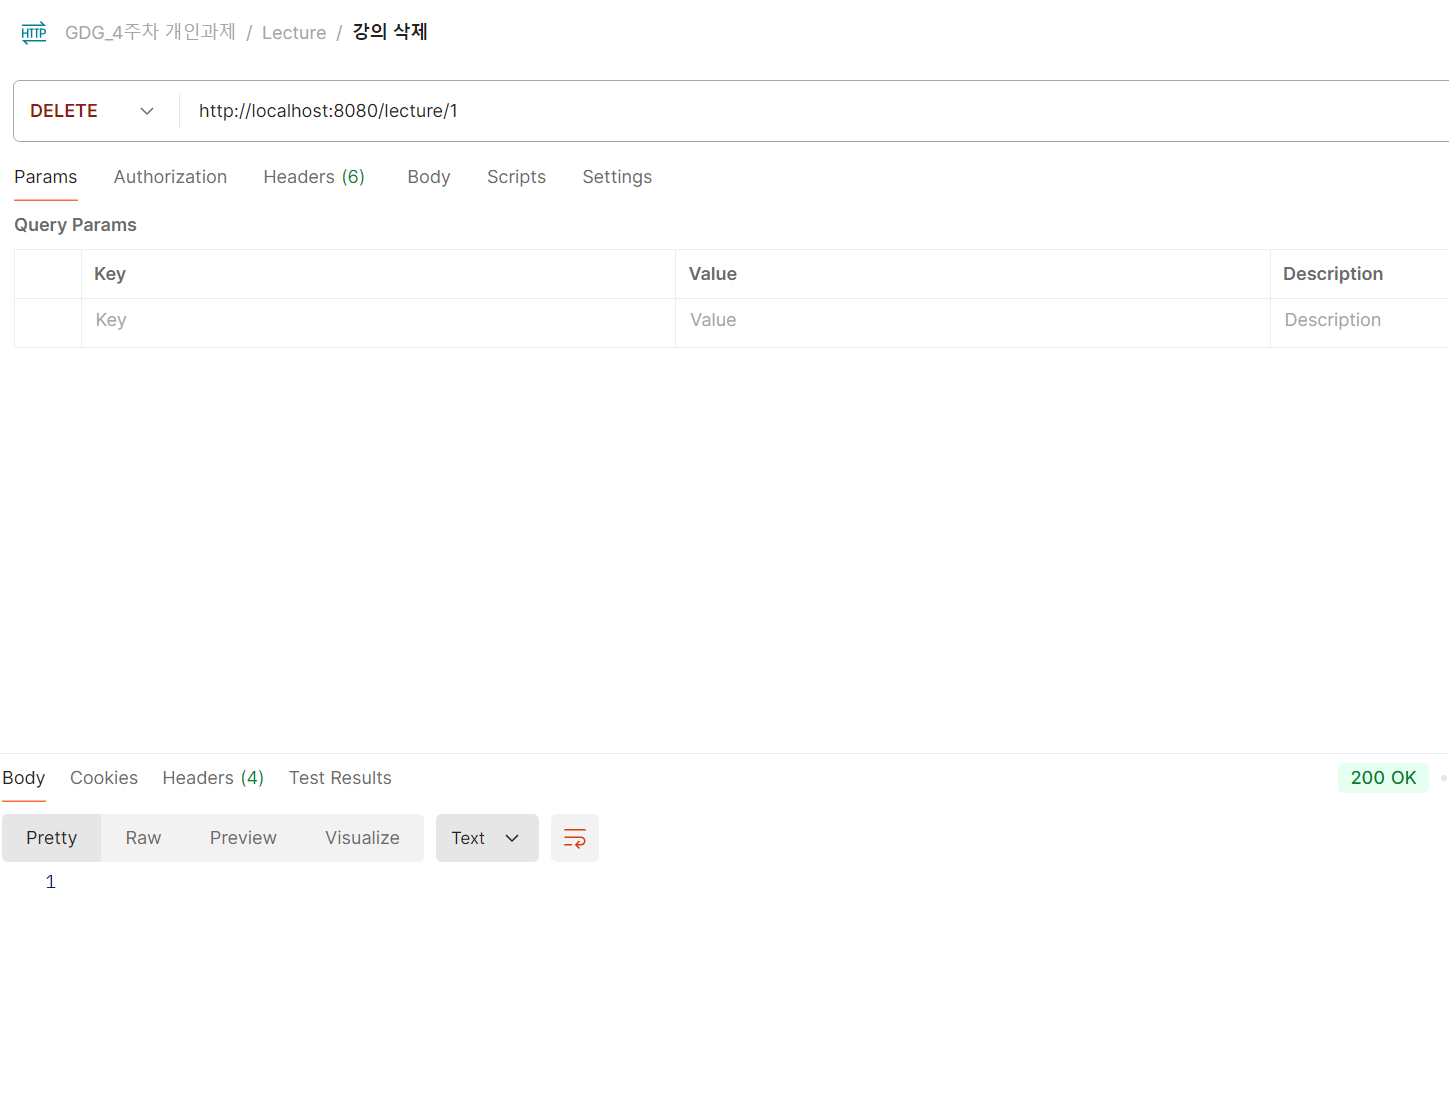 HTTP GDG_4주차 개인과제 / Lecture / 강의 삭제
DELETE http://localhost:8080/lecture/1
Params Authorization Headers (6) Body Scripts Settings
Query Params
Key Value Description
Key Value Description
Body Cookies Headers (4) Test Results 200 OK
Pretty Raw Preview Visualize Text
1